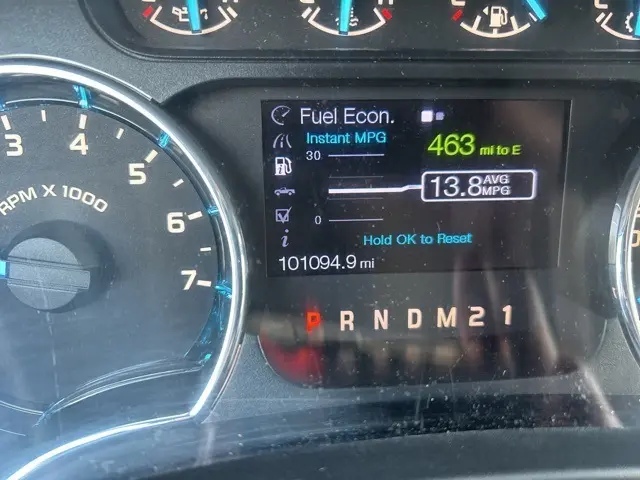 3
4
5
6
7
RPM X 1000
Fuel Econ.
Instant MPG
30
0
463 mi to E
13.8 AVG MPG
Hold OK to Reset
101094.9 mi
P R N D M 2 1